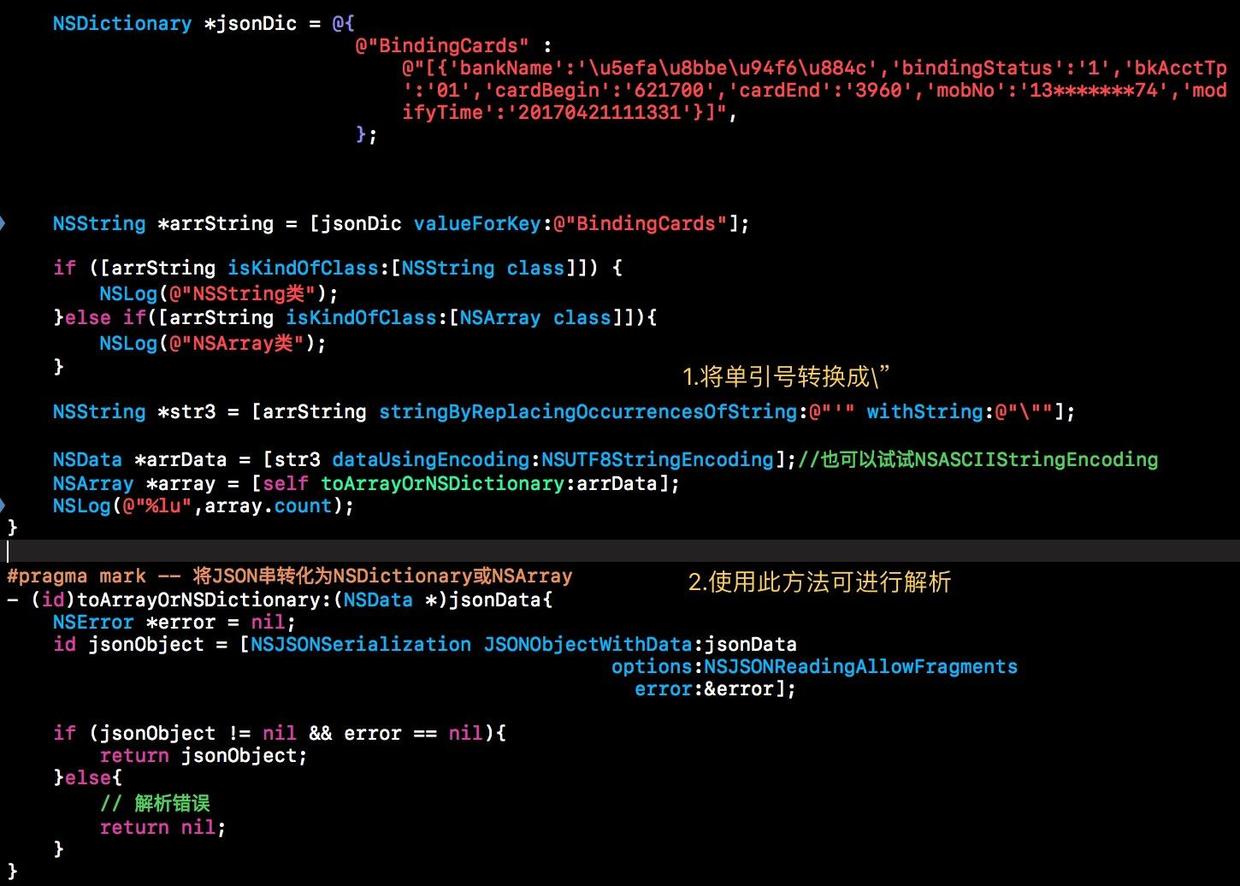 NSDictionary *jsonDic = @{
@"BindingCards" :
@"[{'bankName':'\u5efa\u8bbe\u94f6\u884c','bindingStatus':'1','bkAcctTp
':'01','cardBegin':'621700','cardEnd':'3960','mobNo':'13*******74','mod
ifyTime':'20170421111331'}]",
};
NSString *arrString = [jsonDic valueForKey:@"BindingCards"];
if ([arrString isKindOfClass:[NSString class]]) {
NSLog(@"NSString类");
}else if([arrString isKindOfClass:[NSArray class]]){
NSLog(@"NSArray类");
}
1.将单引号转换成\”
NSString *str3 = [arrString stringByReplacingOccurrencesOfString:@"'" withString:@"\""];
NSData *arrData = [str3 dataUsingEncoding:NSUTF8StringEncoding];//也可以试试NSASCIIStringEncoding
NSArray *array = [self toArrayOrNSDictionary:arrData];
NSLog(@"%lu",array.count);
}
#pragma mark -- 将JSON串转化为NSDictionary或NSArray
2.使用此方法可进行解析
- (id)toArrayOrNSDictionary:(NSData *)jsonData{
NSError *error = nil;
id jsonObject = [NSJSONSerialization JSONObjectWithData:jsonData
options:NSJSONReadingAllowFragments
error:&error];
if (jsonObject != nil && error == nil){
return jsonObject;
}else{
// 解析错误
return nil;
}
}